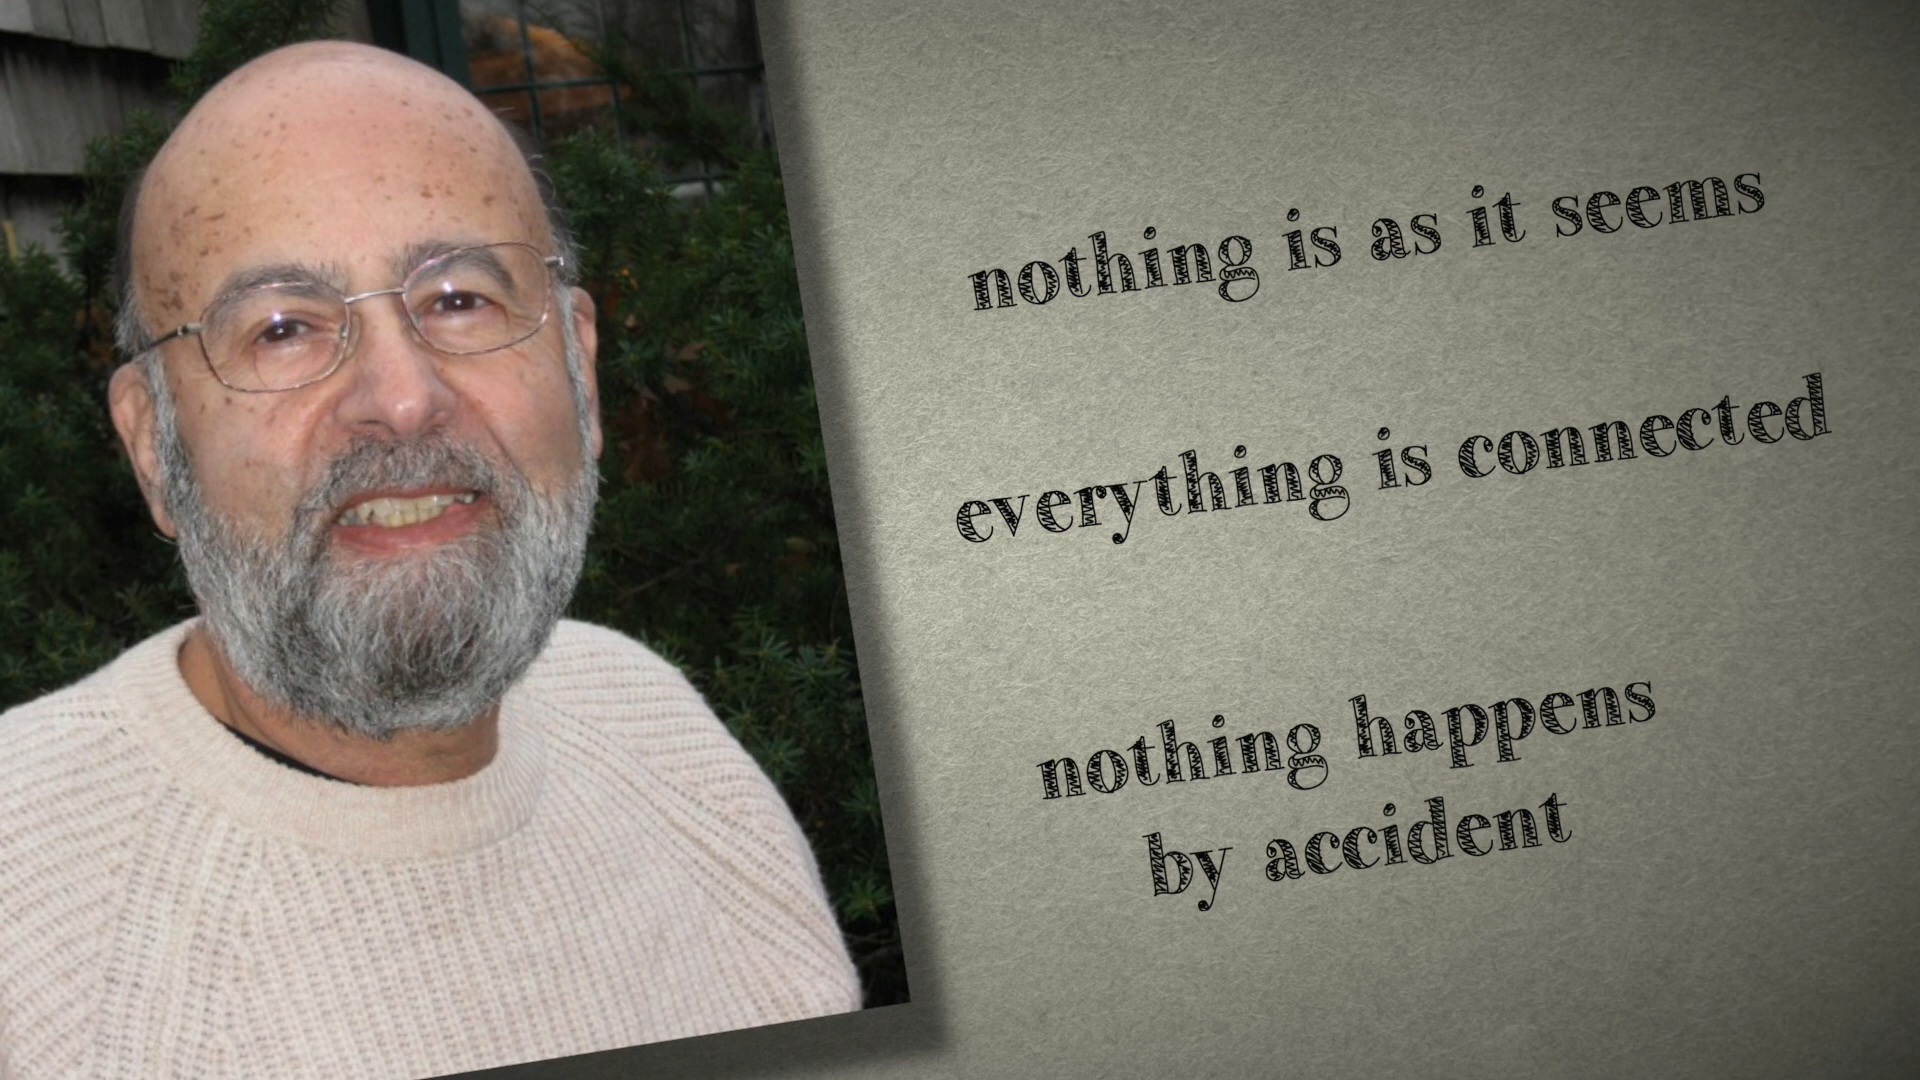 nothing is as it seems
everything is connected
nothing happens
by accident